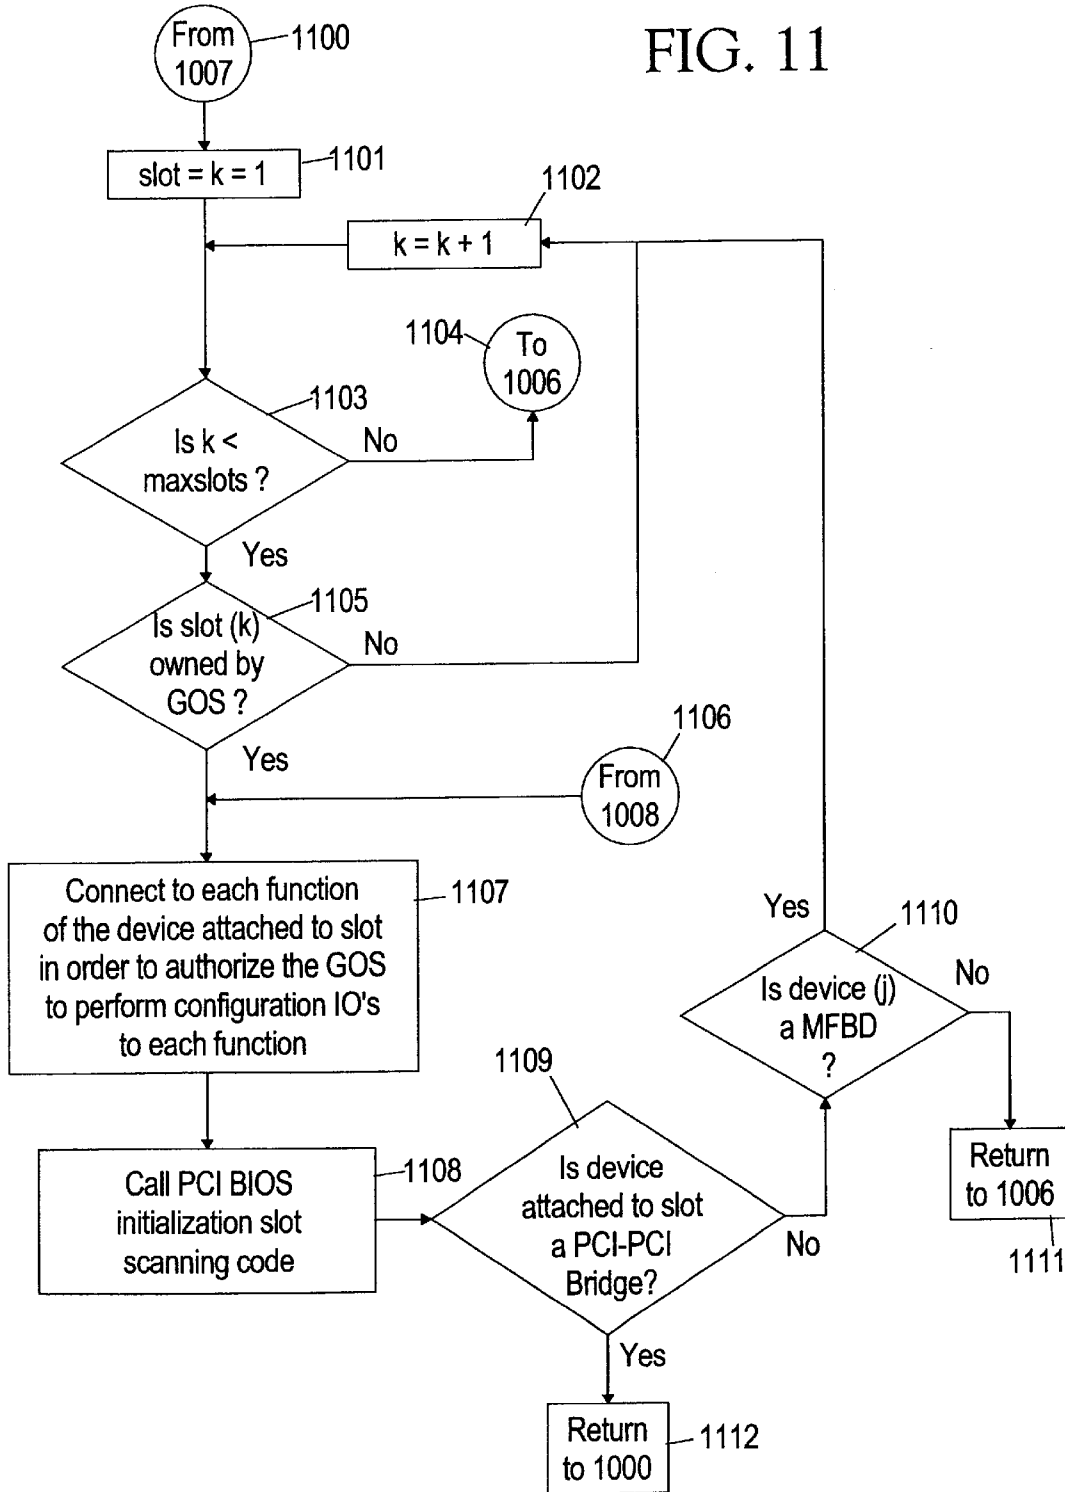 FIG. 11
From
1007
1100
slot = k = 1
1101
1102
k = k + 1
1104
To
1006
1103
Is k <
maxslots ?
No
Yes
1105
Is slot (k)
owned by
GOS ?
No
Yes
1106
From
1008
Connect to each function
of the device attached to slot
in order to authorize the GOS
to perform configuration IO's
to each function
1107
Yes
1110
Is device (j)
a MFBD
?
No
1109
Call PCI BIOS
initialization slot
scanning code
1108
Is device
attached to slot
a PCI-PCI
Bridge?
No
Return
to 1006
1111
Yes
Return
to 1000
1112